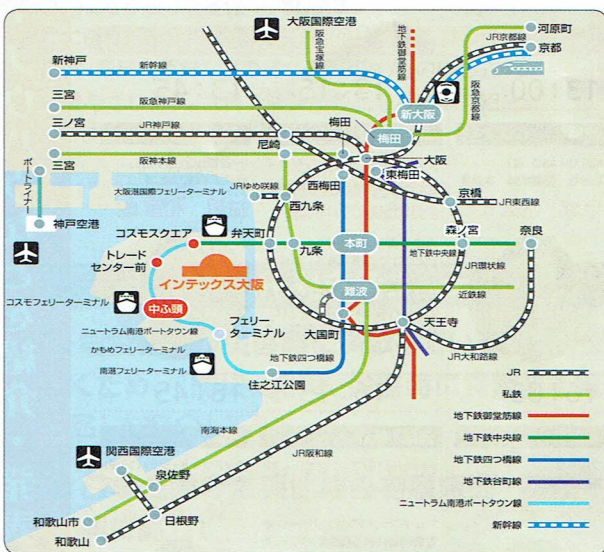 大阪国際空港
河原町
JR京都線
京都
地下鉄御堂筋線
阪急宝塚線
新神戸
新幹線
阪急京都線
三宮
阪急神戸線
新大阪
三ノ宮
JR神戸線
梅田
梅田
尼崎
大阪
三宮
阪神本線
東梅田
ポートライナー
西梅田
京橋
JR東西線
大阪港国際フェリーターミナル
JRゆめ咲線
西九条
神戸空港
コスモスクエア
弁天町
九条
本町
森ノ宮
奈良
地下鉄中央線
トレード
センター前
インテックス大阪
JR環状線
難波
近鉄線
コスモフェリーターミナル
中ふ頭
ニュートラム南港ポートタウン線
フェリー
ターミナル
大国町
天王寺
かもめフェリーターミナル
地下鉄四つ橋線
JR大和路線
南港フェリーターミナル
住之江公園
JR
私鉄
地下鉄御堂筋線
地下鉄中央線
地下鉄四つ橋線
地下鉄谷町線
ニュートラム南港ポートタウン線
新幹線
南海本線
JR阪和線
関西国際空港
泉佐野
和歌山市
日根野
和歌山